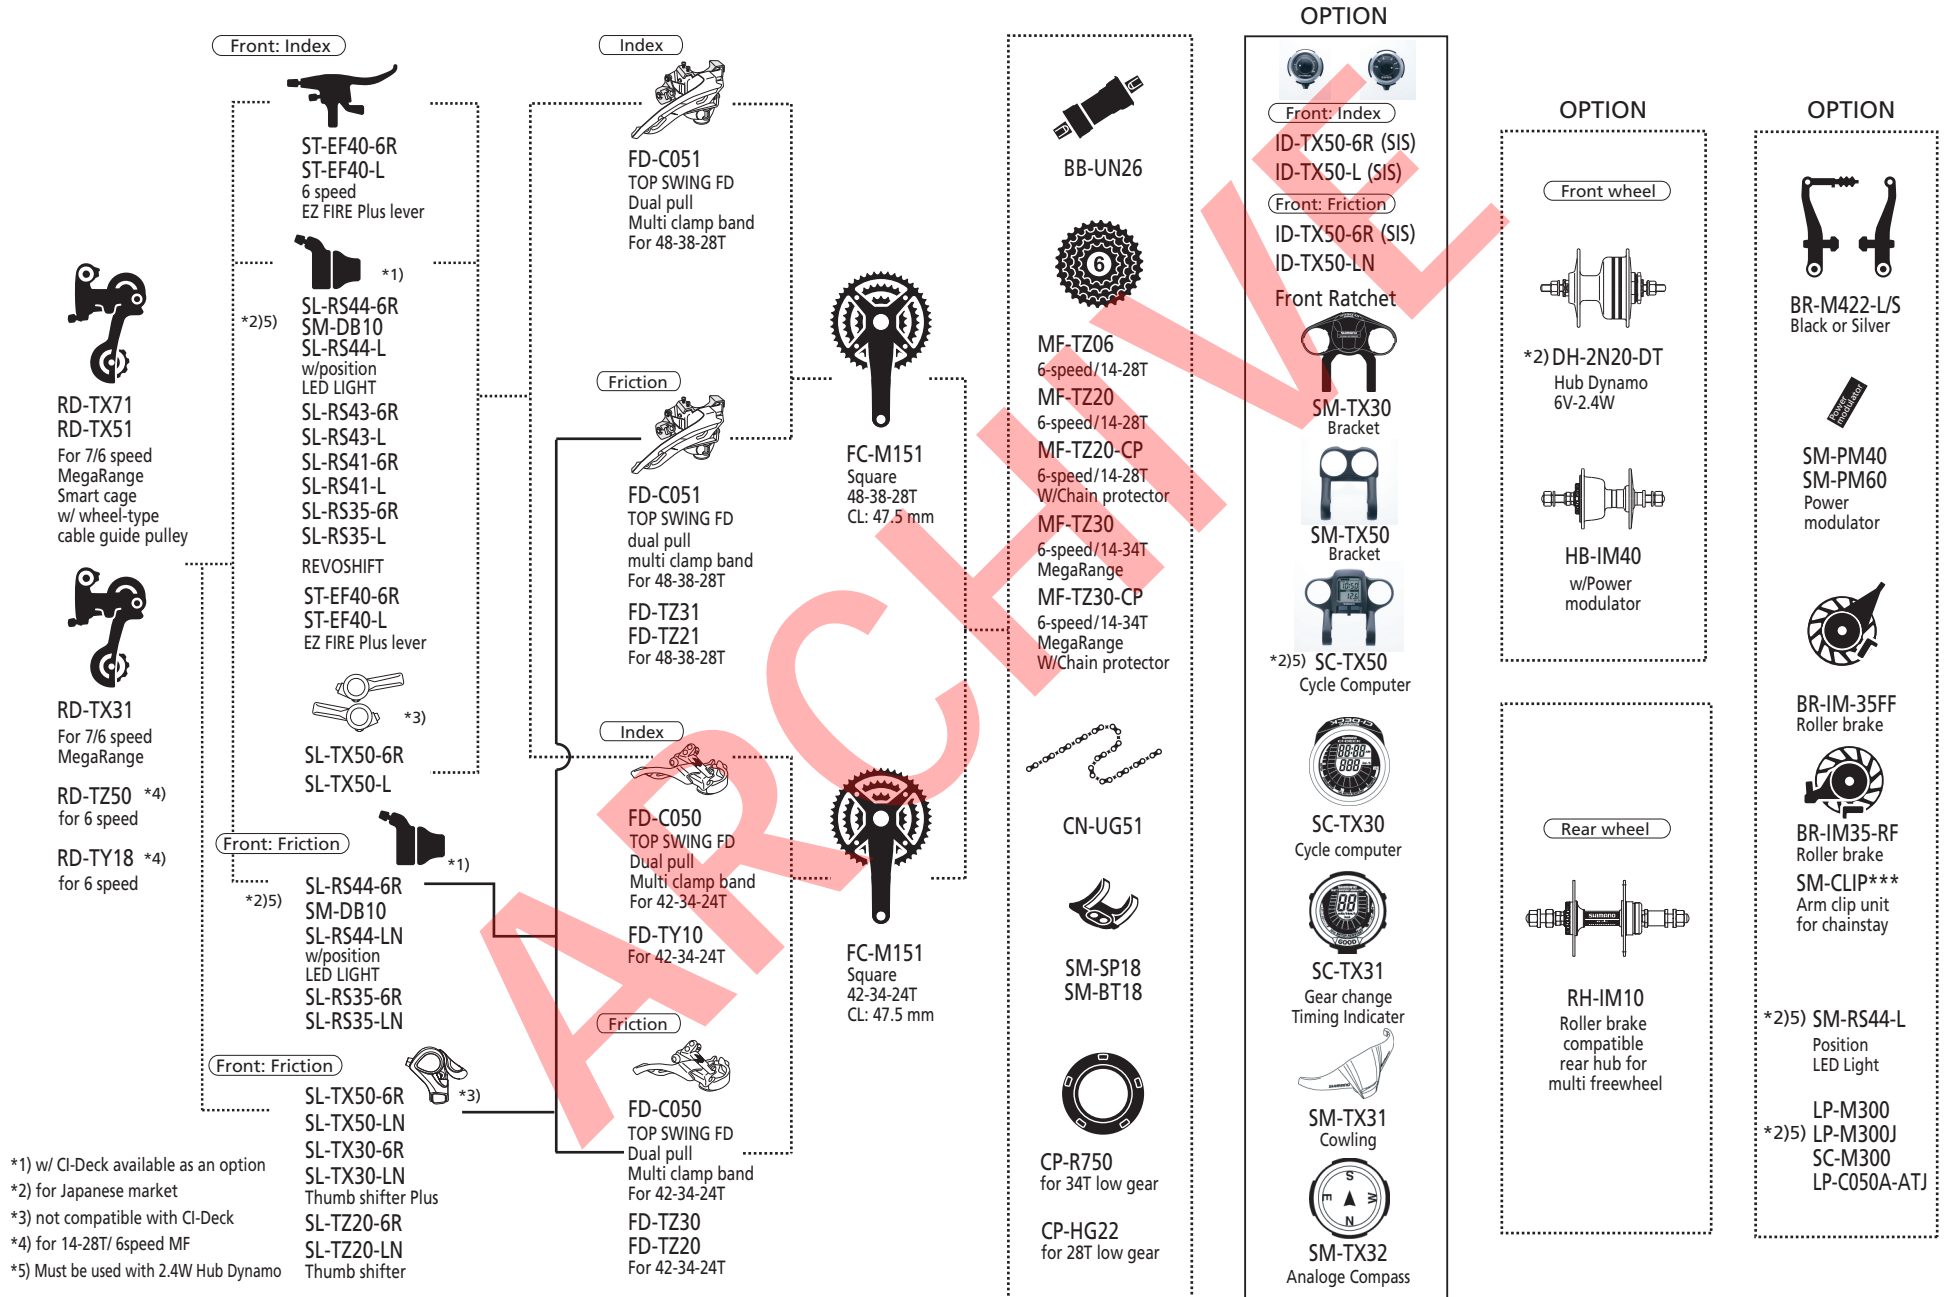 RD-TX71
RD-TX51
For 7/6 speed
MegaRange
Smart cage
w/ wheel-type
cable guide pulley
RD-TX31
For 7/6 speed
MegaRange
RD-TZ50 *4)
for 6 speed
RD-TY18 *4)
for 6 speed
*1) w/ CI-Deck available as an option
*2) for Japanese market
*3) not compatible with CI-Deck
*4) for 14-28T/ 6speed MF
*5) Must be used with 2.4W Hub Dynamo
Front: Index
ST-EF40-6R
ST-EF40-L
6 speed
EZ FIRE Plus lever
*1)
*2)5)
SL-RS44-6R
SM-DB10
SL-RS44-L
w/position
LED LIGHT
SL-RS43-6R
SL-RS43-L
SL-RS41-6R
SL-RS41-L
SL-RS35-6R
SL-RS35-L
REVOSHIFT
ST-EF40-6R
ST-EF40-L
EZ FIRE Plus lever
*3)
SL-TX50-6R
SL-TX50-L
Front: Friction
*1)
*2)5)
SL-RS44-6R
SM-DB10
SL-RS44-LN
w/position
LED LIGHT
SL-RS35-6R
SL-RS35-LN
Front: Friction
*3)
SL-TX50-6R
SL-TX50-LN
SL-TX30-6R
SL-TX30-LN
Thumb shifter Plus
SL-TZ20-6R
SL-TZ20-LN
Thumb shifter
Index
FD-C051
TOP SWING FD
Dual pull
Multi clamp band
For 48-38-28T
Friction
FD-C051
TOP SWING FD
dual pull
multi clamp band
For 48-38-28T
FD-TZ31
FD-TZ21
For 48-38-28T
Index
FD-C050
TOP SWING FD
Dual pull
Multi clamp band
For 42-34-24T
FD-TY10
For 42-34-24T
Friction
FD-C050
TOP SWING FD
Dual pull
Multi clamp band
For 42-34-24T
FD-TZ30
FD-TZ20
For 42-34-24T
FC-M151
Square
48-38-28T
CL: 47.5 mm
FC-M151
Square
42-34-24T
CL: 47.5 mm
BB-UN26
6
MF-TZ06
6-speed/14-28T
MF-TZ20
6-speed/14-28T
MF-TZ20-CP
6-speed/14-28T
W/Chain protector
MF-TZ30
6-speed/14-34T
MegaRange
MF-TZ30-CP
6-speed/14-34T
MegaRange
W/Chain protector
CN-UG51
SM-SP18
SM-BT18
CP-R750
for 34T low gear
CP-HG22
for 28T low gear
OPTION
Front: Index
ID-TX50-6R (SIS)
ID-TX50-L (SIS)
Front: Friction
ID-TX50-6R (SIS)
ID-TX50-LN
Front Ratchet
SM-TX30
Bracket
SM-TX50
Bracket
*2)5) SC-TX50
Cycle Computer
SC-TX30
Cycle computer
GOOD
SC-TX31
Gear change
Timing Indicater
SM-TX31
Cowling
S
E
W
N
SM-TX32
Analoge Compass
OPTION
Front wheel
*2) DH-2N20-DT
Hub Dynamo
6V-2.4W
HB-IM40
w/Power
modulator
Rear wheel
SHIMANO
RH-IM10
Roller brake
compatible
rear hub for
multi freewheel
OPTION
BR-M422-L/S
Black or Silver
Power
modulator
SM-PM40
SM-PM60
Power
modulator
BR-IM-35FF
Roller brake
BR-IM35-RF
Roller brake
SM-CLIP***
Arm clip unit
for chainstay
*2)5) SM-RS44-L
Position
LED Light
LP-M300
*2)5) LP-M300J
SC-M300
LP-C050A-ATJ
ARCHIVE